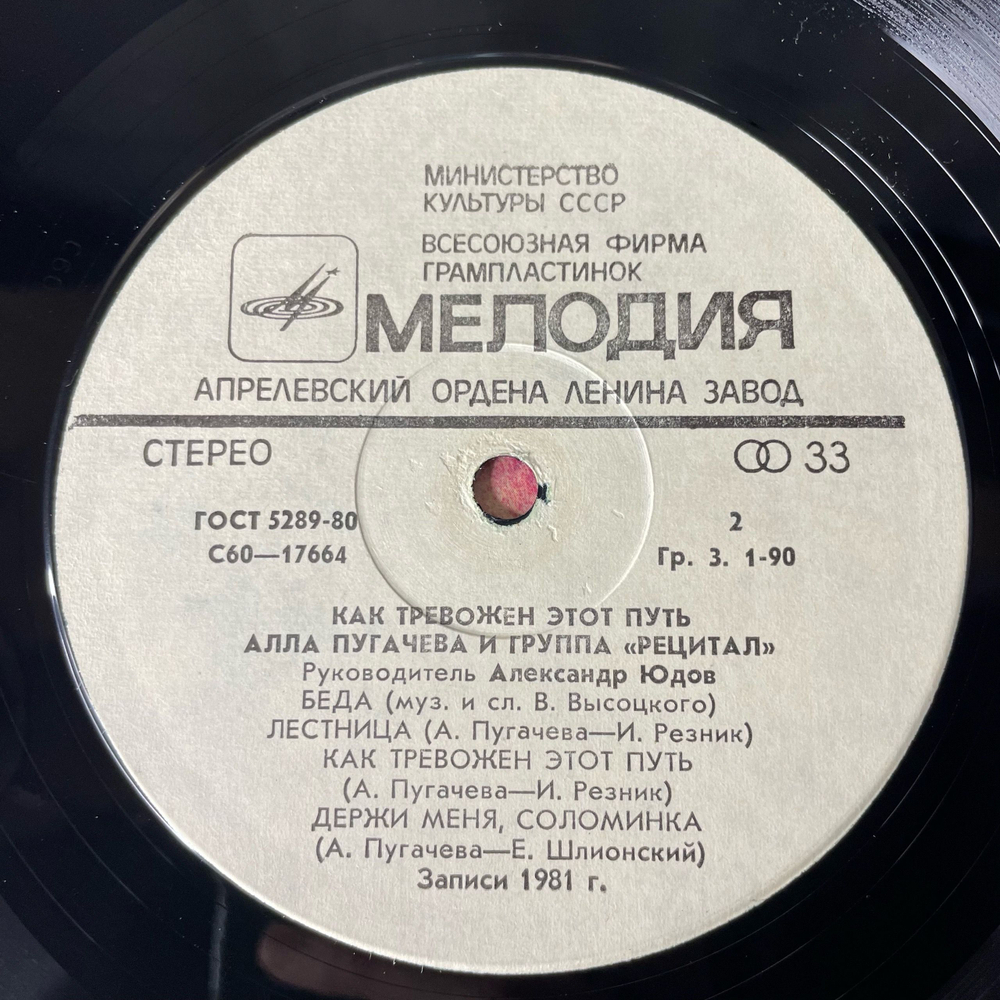 МИНИСТЕРСТВО
КУЛЬТУРЫ СССР
ВСЕСОЮЗНАЯ ФИРМА
ГРАМПЛАСТИНОК
МЕЛОДИЯ
АПРЕЛЕВСКИЙ ОРДЕНА ЛЕНИНА ЗАВОД
СТЕРЕО 33
ГОСТ 5289-80 2
С60—17664 Гр. 3. 1-90
КАК ТРЕВОЖЕН ЭТОТ ПУТЬ
АЛЛА ПУГАЧЕВА И ГРУППА «РЕЦИТАЛ»
Руководитель Александр Юдов
БЕДА (муз. и сл. В. Высоцкого)
ЛЕСТНИЦА (А. Пугачева—И. Резник)
КАК ТРЕВОЖЕН ЭТОТ ПУТЬ
(А. Пугачева—И. Резник)
ДЕРЖИ МЕНЯ, СОЛОМИНКА
(А. Пугачева—Е. Шлионский)
Записи 1981 г.